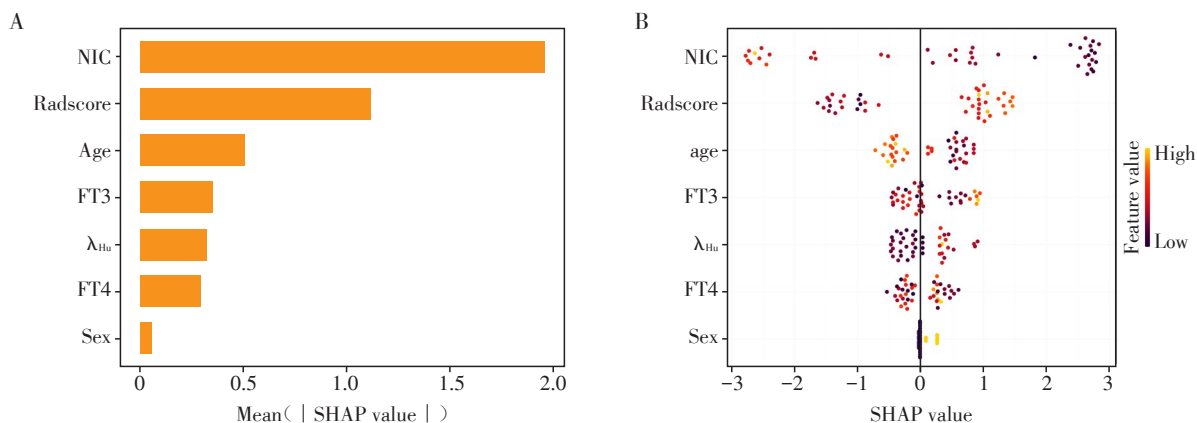 A
NIC
Radscore
Age
FT3
λHu
FT4
Sex
0
0.5
1.0
1.5
2.0
Mean(|SHAP value|)
B
NIC
Radscore
age
FT3
λHu
FT4
Sex
−3
−2
−1
0
1
2
3
SHAP value
High
Low
Feature value